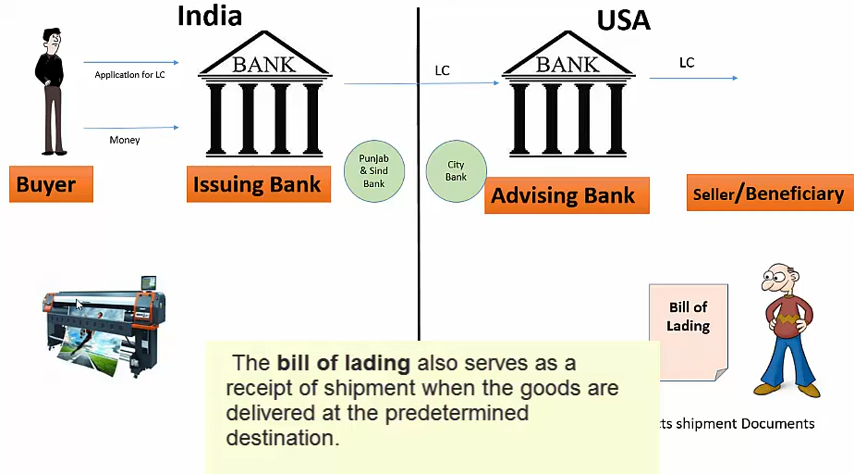 India
USA
BANK
BANK
Application for LC
Money
LC
LC
Punjab
& Sind
Bank
City
Bank
Buyer
Issuing Bank
Advising Bank
Seller/Beneficiary
Bill of
Lading
The bill of lading also serves as a
receipt of shipment when the goods are
delivered at the predetermined
destination.
shipment Documents